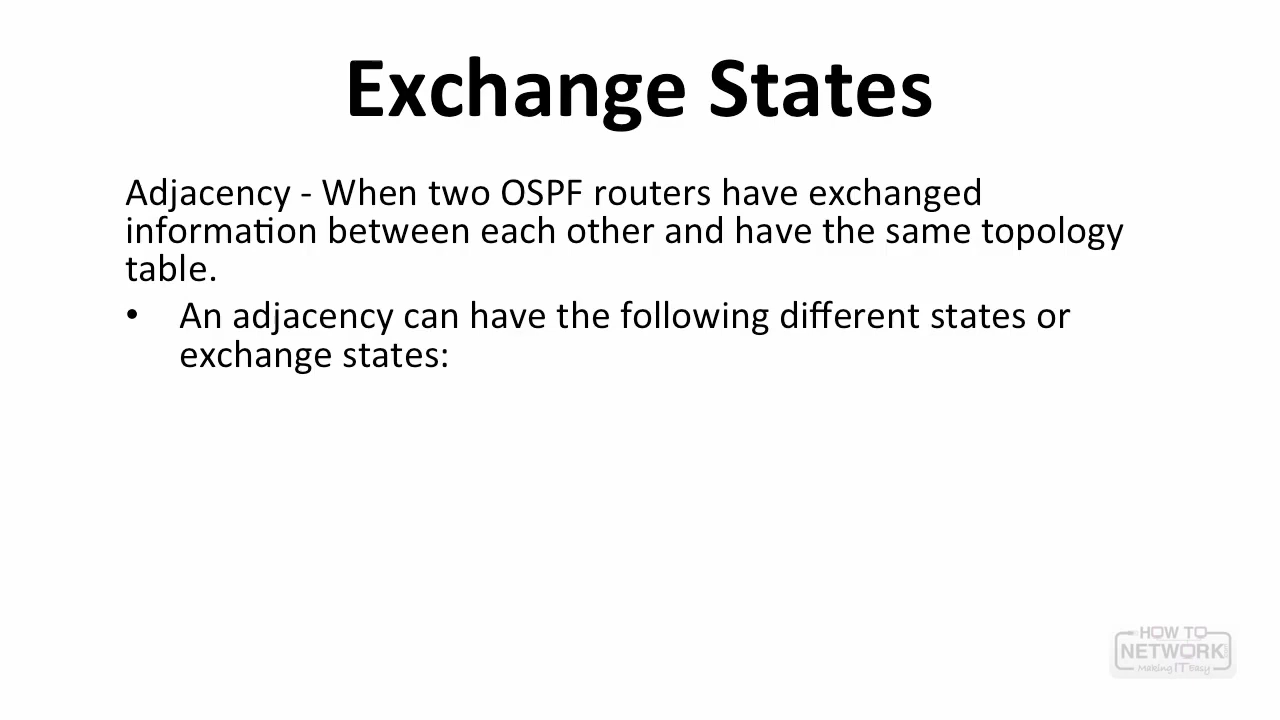 Exchange States
Adjacency - When two OSPF routers have exchanged
information between each other and have the same topology
table.
• An adjacency can have the following different states or
exchange states:
HOW TO
NETWORK
Making IT Easy